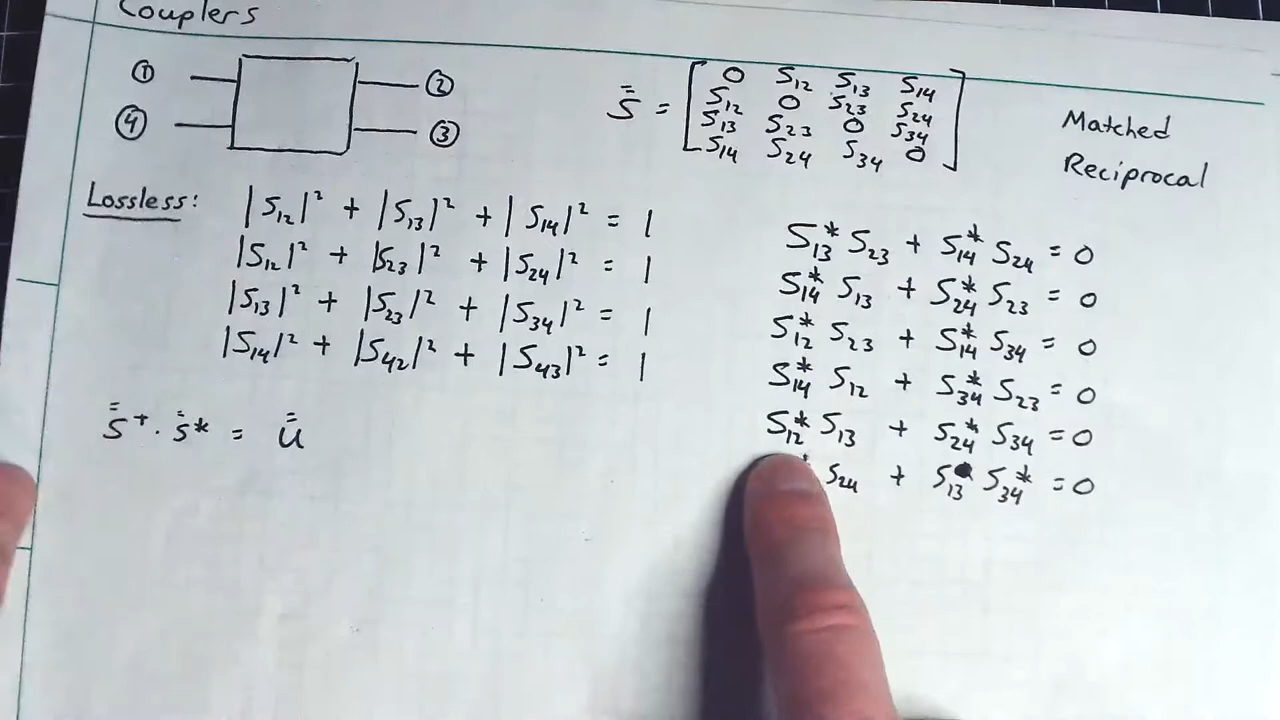 Couplers
① ②
④ ③
S̿ = [ 0 S₁₂ S₁₃ S₁₄
S₁₂ 0 S₂₃ S₂₄
S₁₃ S₂₃ 0 S₃₄
S₁₄ S₂₄ S₃₄ 0 ]
Matched
Reciprocal
Lossless:
|S₁₂|² + |S₁₃|² + |S₁₄|² = 1
|S₁₂|² + |S₂₃|² + |S₂₄|² = 1
|S₁₃|² + |S₂₃|² + |S₃₄|² = 1
|S₁₄|² + |S₄₂|² + |S₄₃|² = 1
S̿⁺ · S̿* = U̿
S₁₃* S₂₃ + S₁₄* S₂₄ = 0
S₁₄* S₁₃ + S₂₄* S₂₃ = 0
S₁₂* S₂₃ + S₁₄* S₃₄ = 0
S₁₄* S₁₂ + S₃₄* S₂₃ = 0
S₁₂* S₁₃ + S₂₄* S₃₄ = 0
S₂₄ + S₁₃ S₃₄* = 0